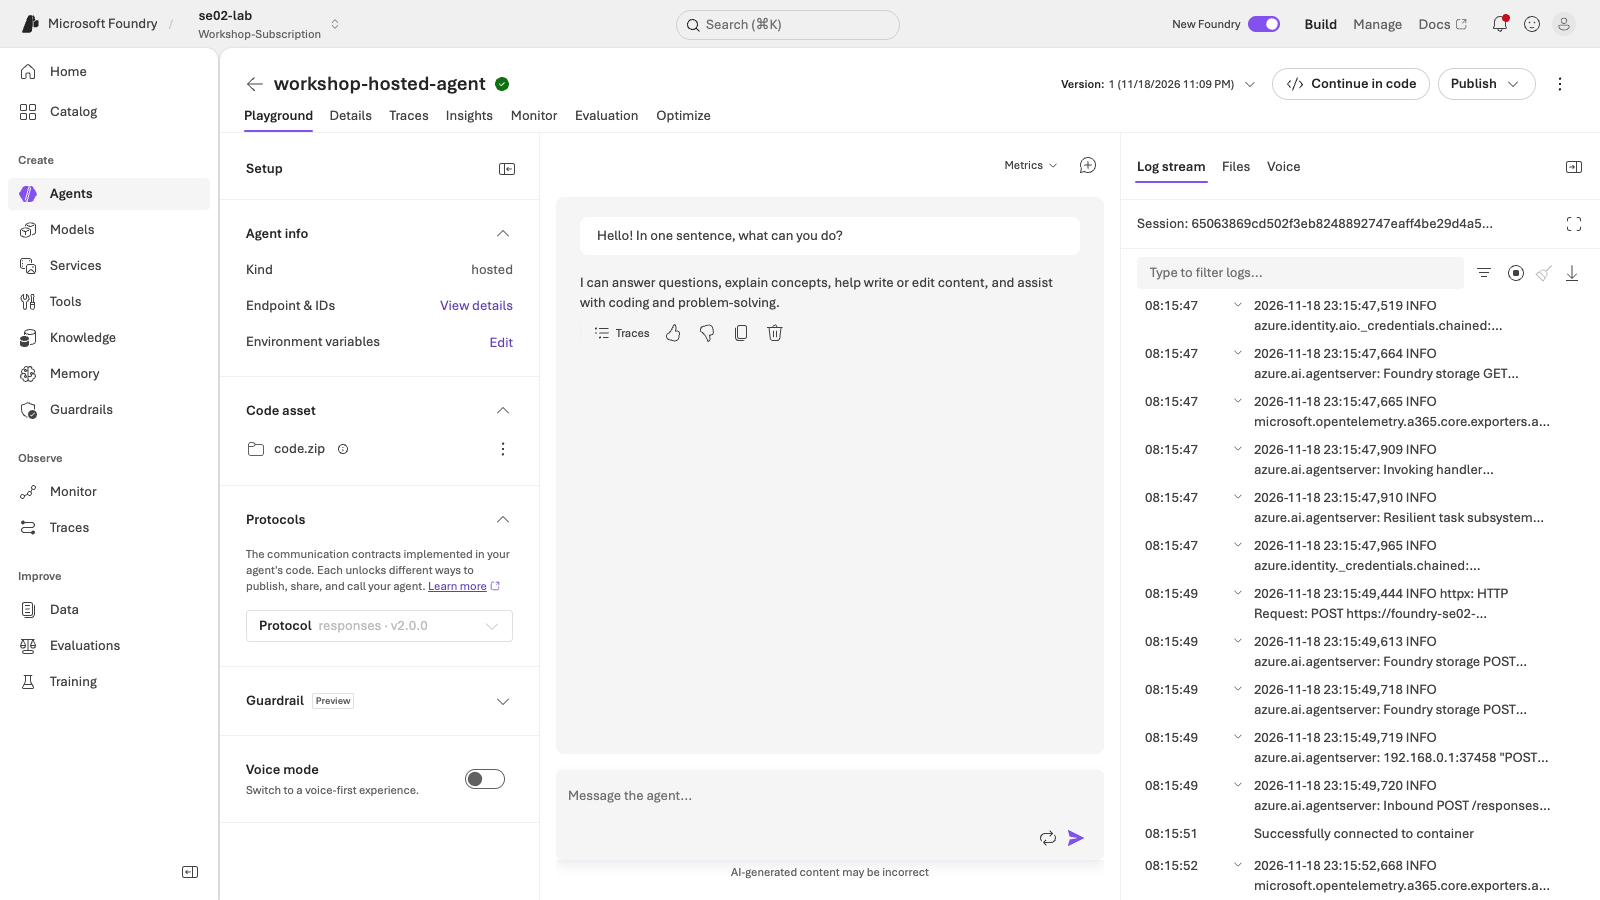 Microsoft Foundry
/
se02-lab
Workshop-Subscription
Search (⌘K)
New Foundry
Build
Manage
Docs
Home
Catalog
Create
Agents
Models
Services
Tools
Knowledge
Memory
Guardrails
Observe
Monitor
Traces
Improve
Data
Evaluations
Training
workshop-hosted-agent
Version: 1 (11/18/2026 11:09 PM)
Continue in code
Publish
Playground
Details
Traces
Insights
Monitor
Evaluation
Optimize
Setup
Agent info
Kind
hosted
Endpoint & IDs
View details
Environment variables
Edit
Code asset
code.zip
Protocols
The communication contracts implemented in your
agent's code. Each unlocks different ways to
publish, share, and call your agent. Learn more
Protocol responses · v2.0.0
Guardrail
Preview
Voice mode
Switch to a voice-first experience.
Metrics
Hello! In one sentence, what can you do?
I can answer questions, explain concepts, help write or edit content, and assist
with coding and problem-solving.
Traces
Message the agent...
AI-generated content may be incorrect
Log stream
Files
Voice
Session: 65063869cd502f3eb8248892747eaff4be29d4a5...
Type to filter logs...
08:15:47 2026-11-18 23:15:47,519 INFO
azure.identity.aio._credentials.chained:...
08:15:47 2026-11-18 23:15:47,664 INFO
azure.ai.agentserver: Foundry storage GET...
08:15:47 2026-11-18 23:15:47,665 INFO
microsoft.opentelemetry.a365.core.exporters.a...
08:15:47 2026-11-18 23:15:47,909 INFO
azure.ai.agentserver: Invoking handler...
08:15:47 2026-11-18 23:15:47,910 INFO
azure.ai.agentserver: Resilient task subsystem...
08:15:47 2026-11-18 23:15:47,965 INFO
azure.identity._credentials.chained:...
08:15:49 2026-11-18 23:15:49,444 INFO httpx: HTTP
Request: POST https://foundry-se02-...
08:15:49 2026-11-18 23:15:49,613 INFO
azure.ai.agentserver: Foundry storage POST...
08:15:49 2026-11-18 23:15:49,718 INFO
azure.ai.agentserver: Foundry storage POST...
08:15:49 2026-11-18 23:15:49,719 INFO
azure.ai.agentserver: 192.168.0.1:37458 "POST...
08:15:49 2026-11-18 23:15:49,720 INFO
azure.ai.agentserver: Inbound POST /responses...
08:15:51 Successfully connected to container
08:15:52 2026-11-18 23:15:52,668 INFO
microsoft.opentelemetry.a365.core.exporters.a...